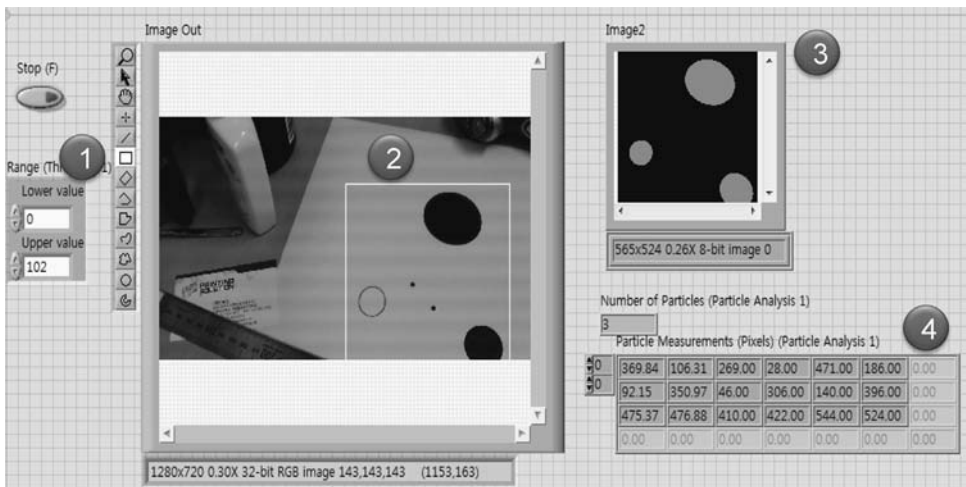 Image Out
Image2
3
Stop (F)
1
2
Range (Th 1)
Lower value
0
Upper value
102
565x524 0.26X 8-bit image 0
Number of Particles (Particle Analysis 1)
3
4
Particle Measurements (Pixels) (Particle Analysis 1)
0 369.84 106.31 269.00 28.00 471.00 186.00 0.00
0 92.15 350.97 46.00 306.00 140.00 396.00 0.00
475.37 476.88 410.00 422.00 544.00 524.00 0.00
0.00 0.00 0.00 0.00 0.00 0.00 0.00
1280x720 0.30X 32-bit RGB image 143,143,143 (1153,163)